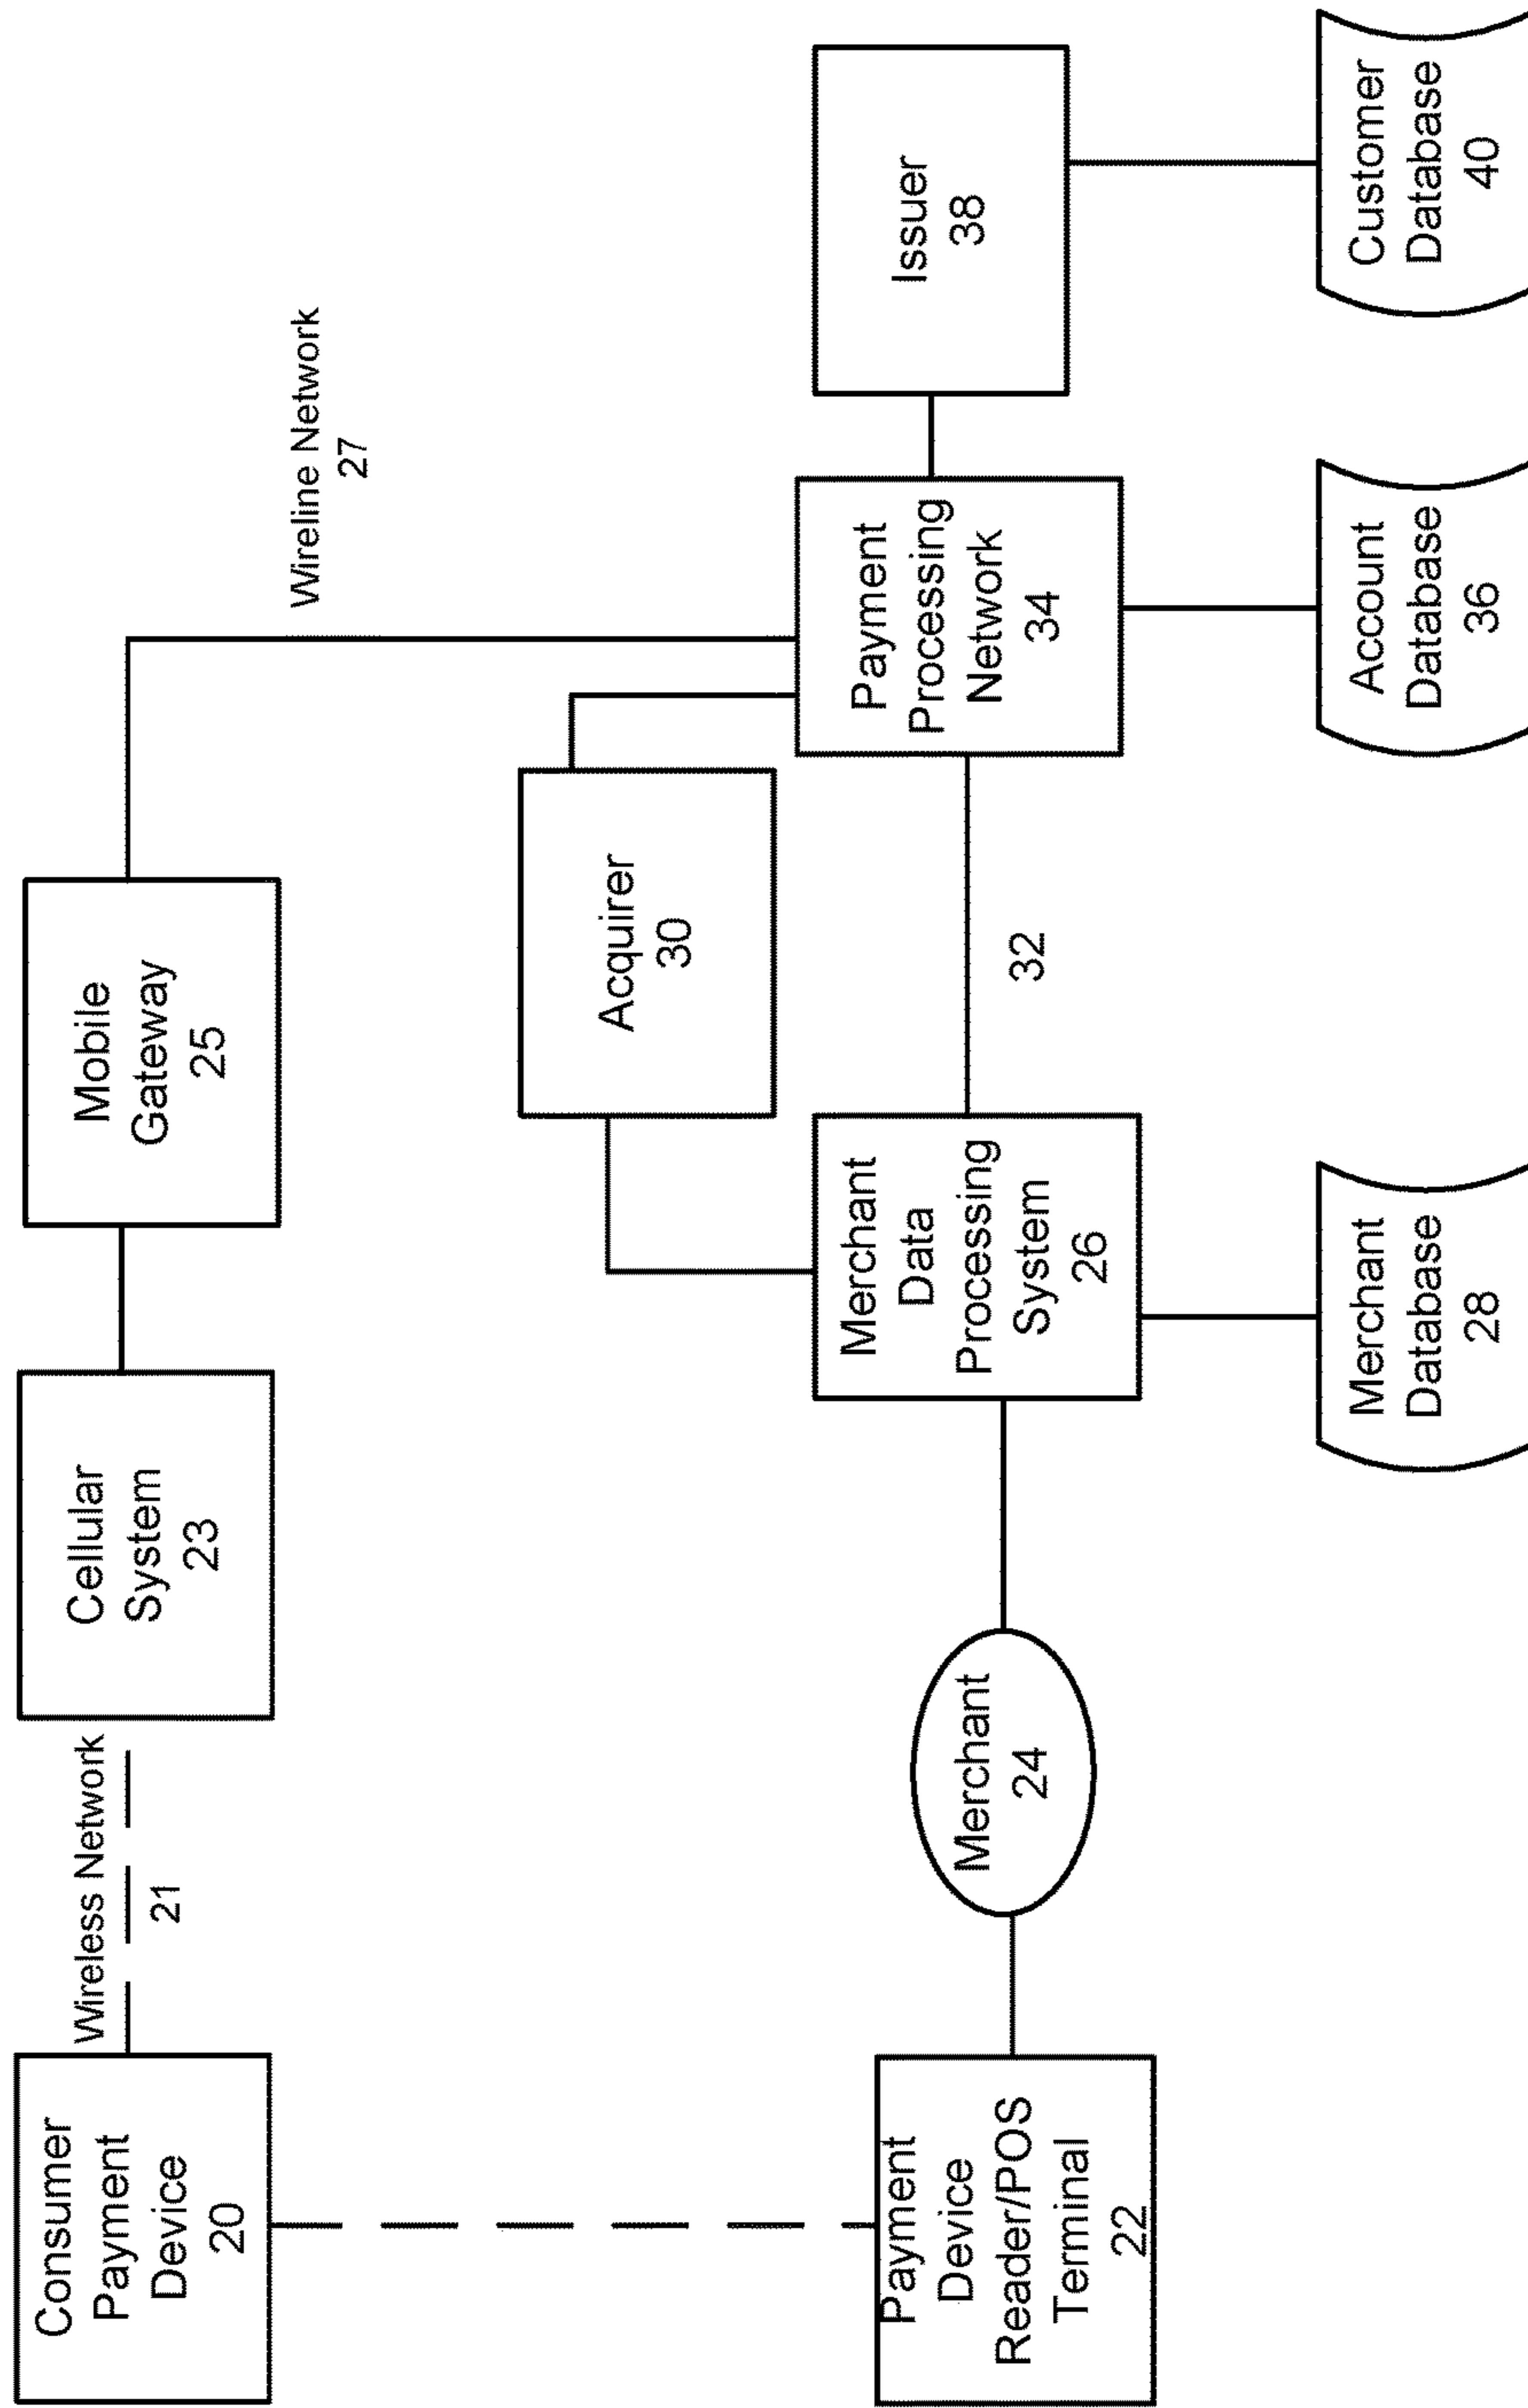 Consumer
Payment
Device
20
Wireless Network
21
Cellular
System
23
Mobile
Gateway
25
Wireline Network
27
Acquirer
30
Payment
Device
Reader/POS
Terminal
22
Merchant
24
Merchant
Data
Processing
System
26
32
Payment
Processing
Network
34
Issuer
38
Merchant
Database
28
Account
Database
36
Customer
Database
40